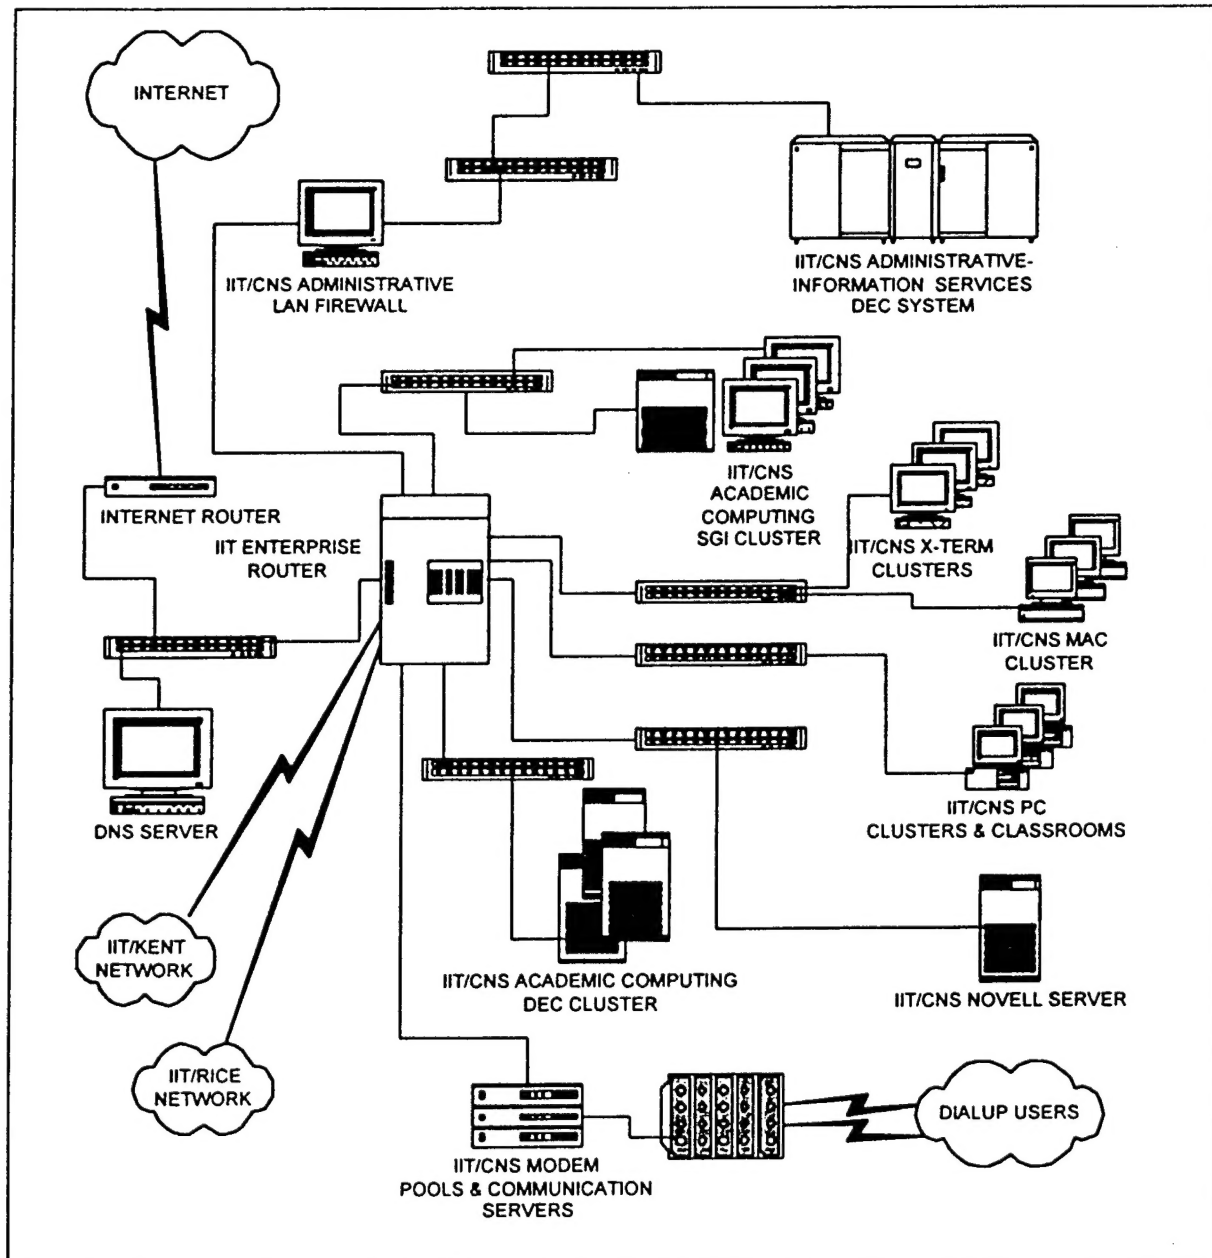 INTERNET
IIT/CNS ADMINISTRATIVE
LAN FIREWALL
IIT/CNS ADMINISTRATIVE-
INFORMATION SERVICES
DEC SYSTEM
INTERNET ROUTER
IIT ENTERPRISE
ROUTER
IIT/CNS
ACADEMIC
COMPUTING
SGI CLUSTER
IIT/CNS X-TERM
CLUSTERS
IIT/CNS MAC
CLUSTER
DNS SERVER
IIT/CNS PC
CLUSTERS & CLASSROOMS
IIT/KENT
NETWORK
IIT/CNS ACADEMIC COMPUTING
DEC CLUSTER
IIT/CNS NOVELL SERVER
IIT/RICE
NETWORK
DIALUP USERS
IIT/CNS MODEM
POOLS & COMMUNICATION
SERVERS